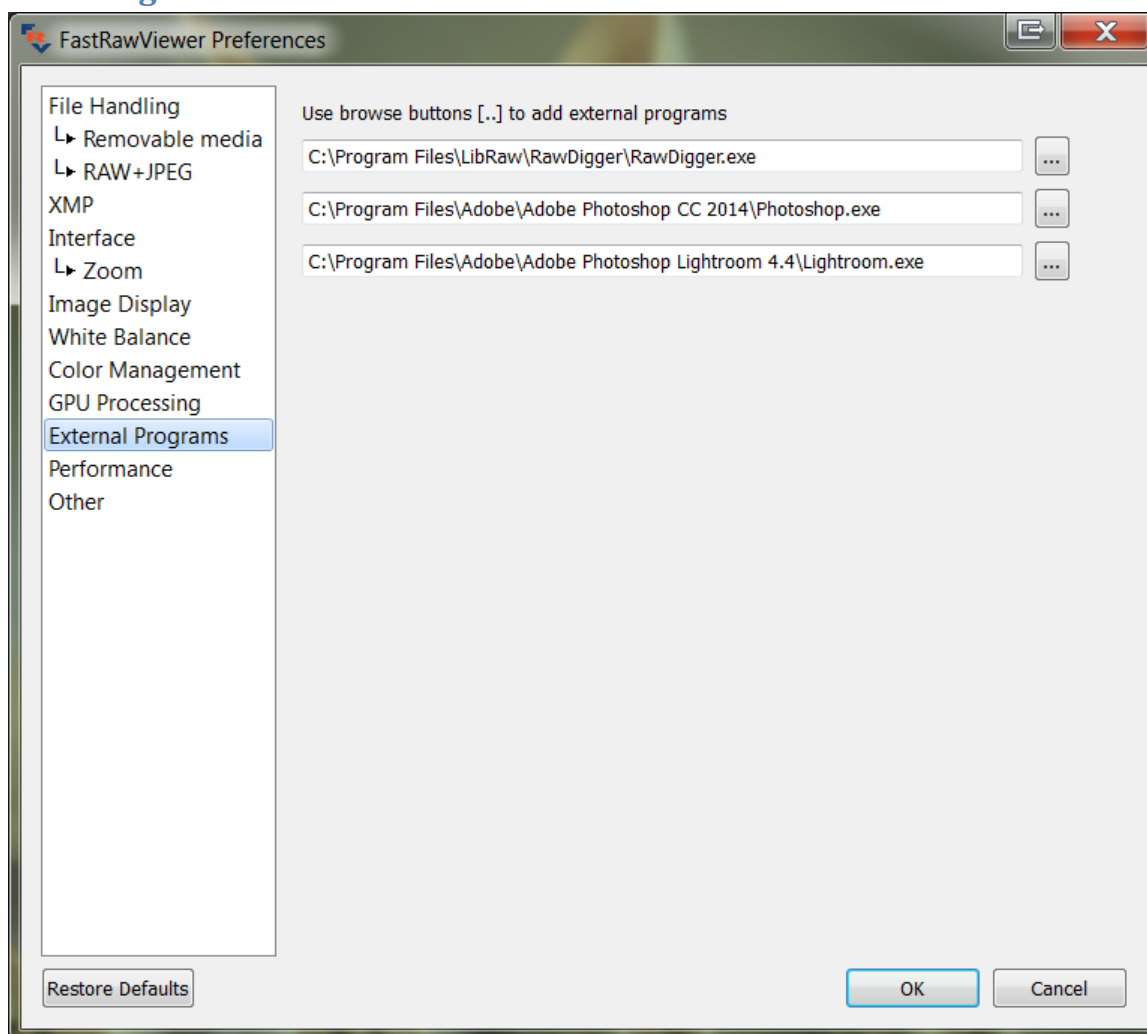 FastRawViewer Preferences
File Handling
Removable media
RAW+JPEG
XMP
Interface
Zoom
Image Display
White Balance
Color Management
GPU Processing
External Programs
Performance
Other
Use browse buttons [..] to add external programs
C:\Program Files\LibRaw\RawDigger\RawDigger.exe
...
C:\Program Files\Adobe\Adobe Photoshop CC 2014\Photoshop.exe
...
C:\Program Files\Adobe\Adobe Photoshop Lightroom 4.4\Lightroom.exe
...
Restore Defaults
OK
Cancel